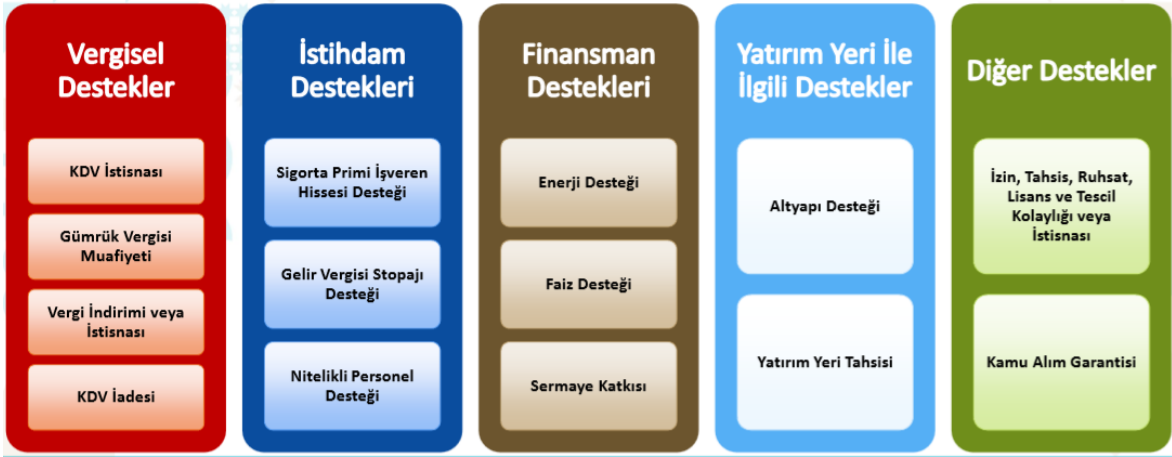 Vergisel
Destekler
KDV İstisnası
Gümrük Vergisi
Muafiyeti
Vergi İndirimi veya
İstisnası
KDV İadesi
İstihdam
Destekleri
Sigorta Primi İşveren
Hissesi Desteği
Gelir Vergisi Stopajı
Desteği
Nitelikli Personel
Desteği
Finansman
Destekleri
Enerji Desteği
Faiz Desteği
Sermaye Katkısı
Yatırım Yeri İle
İlgili Destekler
Altyapı Desteği
Yatırım Yeri Tahsisi
Diğer Destekler
İzin, Tahsis, Ruhsat,
Lisans ve Tescil
Kolaylığı veya
İstisnası
Kamu Alım Garantisi